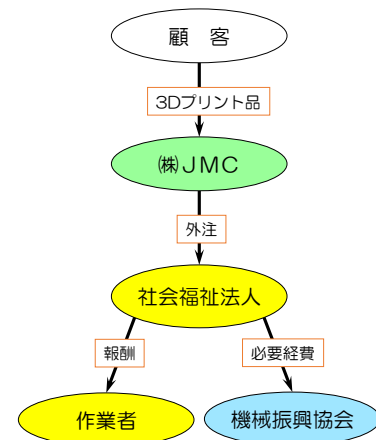 顧　客
3Dプリント品
㈱JMC
外注
社会福祉法人
報酬
必要経費
作業者
機械振興協会